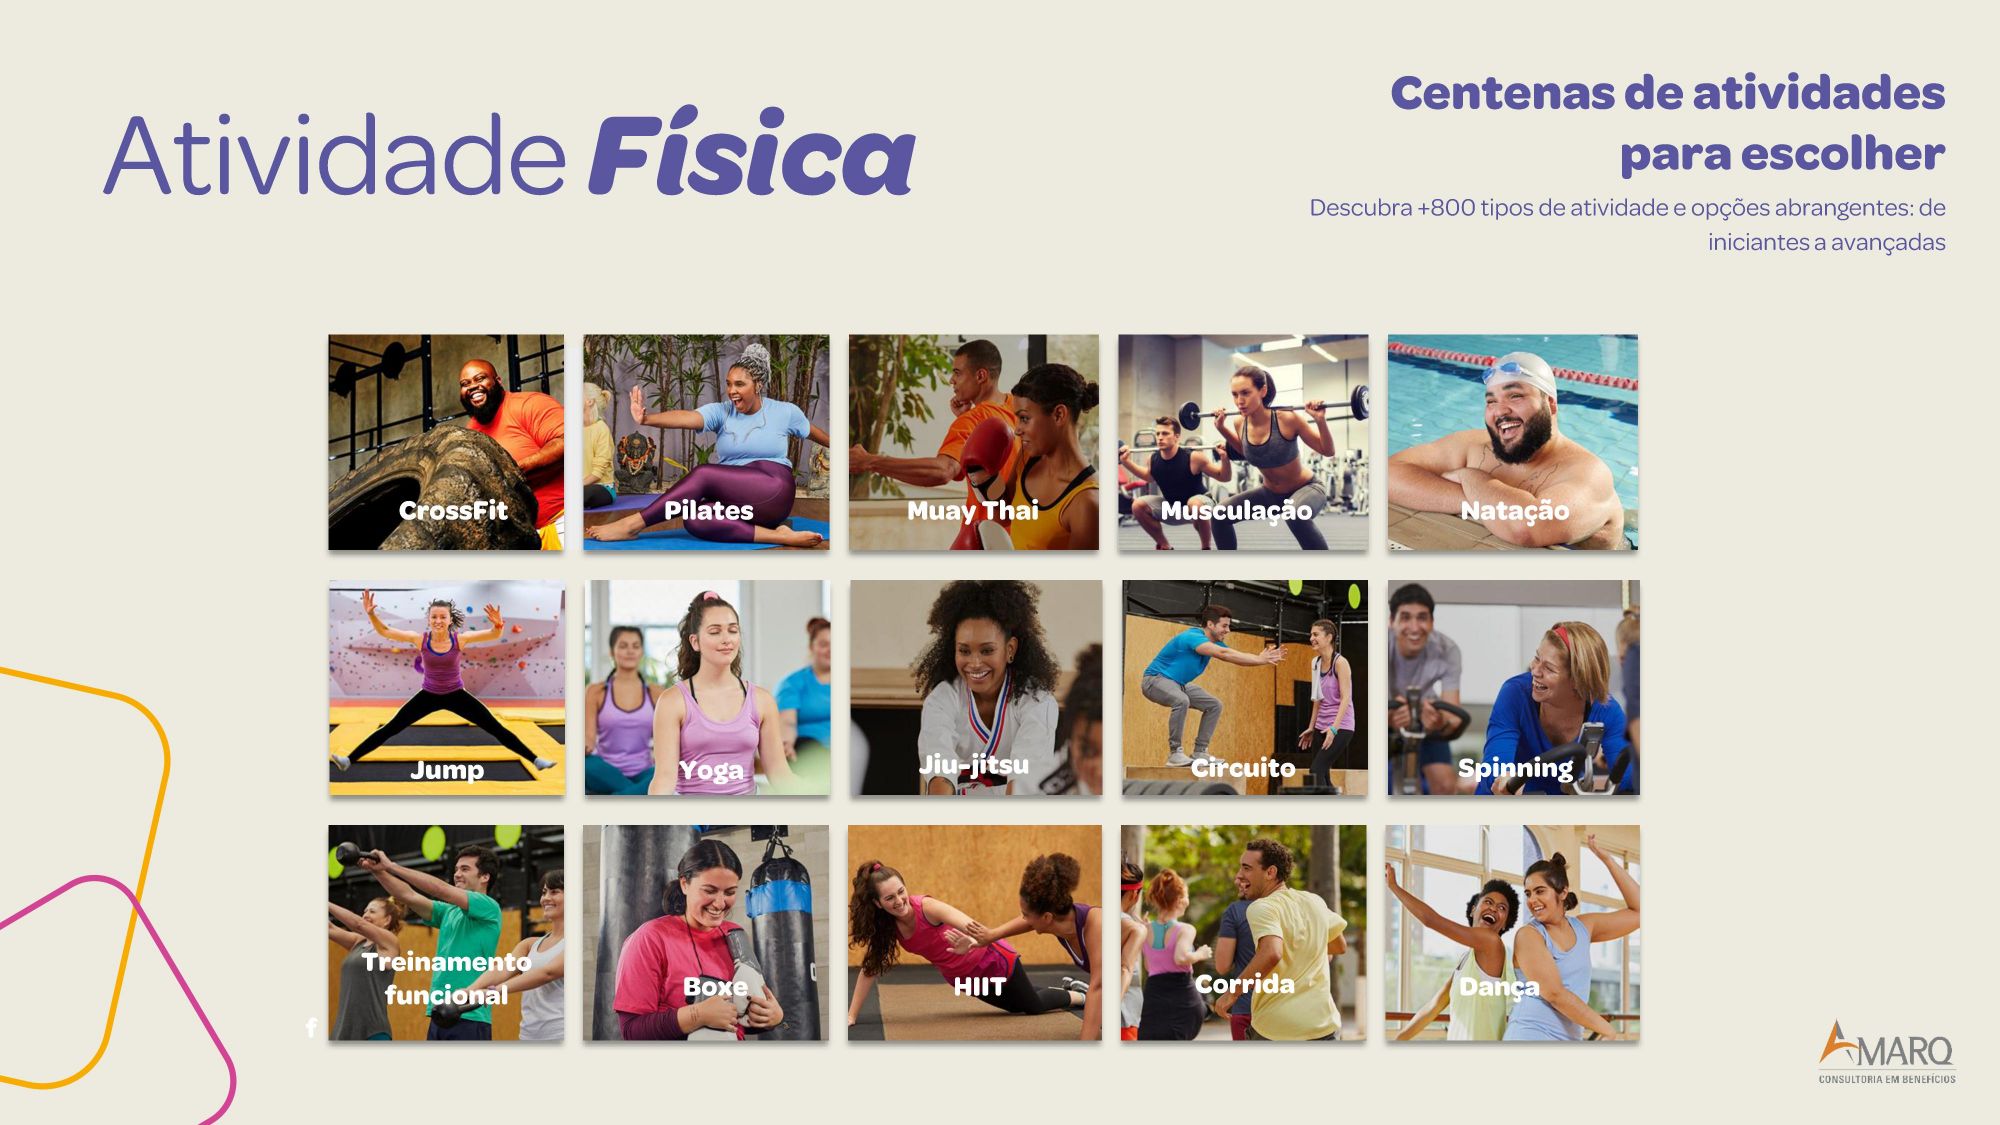 Atividade Física
Centenas de atividades
para escolher
Descubra +800 tipos de atividade e opções abrangentes: de
iniciantes a avançadas
CrossFit
Pilates
Muay Thai
Musculação
Natação
Jump
Yoga
Jiu-jitsu
Circuito
Spinning
Treinamento
funcional
Boxe
HIIT
Corrida
Dança
f
AMARQ
CONSULTORIA EM BENEFÍCIOS